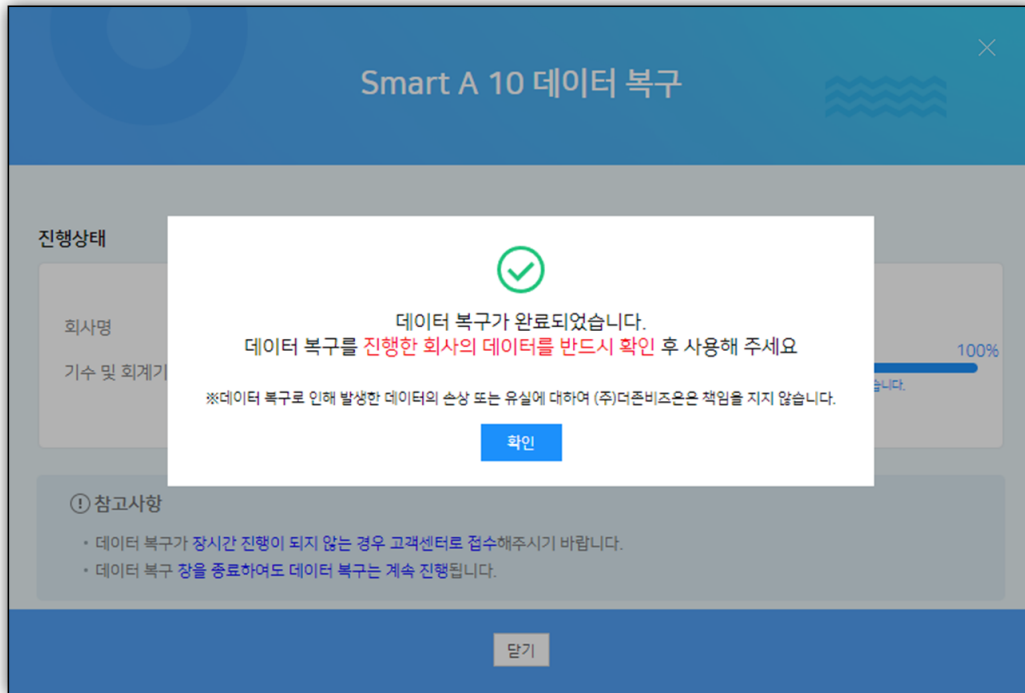 Smart A 10 데이터 복구
진행상태
데이터 복구가 완료되었습니다.
데이터 복구를 진행한 회사의 데이터를 반드시 확인 후 사용해 주세요
※데이터 복구로 인해 발생한 데이터의 손상 또는 유실에 대하여 (주)더존비즈온은 책임을 지지 않습니다.
확인
회사명
기수 및 회계기
100%
습니다.
! 참고사항
• 데이터 복구가 장시간 진행이 되지 않는 경우 고객센터로 접수해주시기 바랍니다.
• 데이터 복구 창을 종료하여도 데이터 복구는 계속 진행됩니다.
닫기